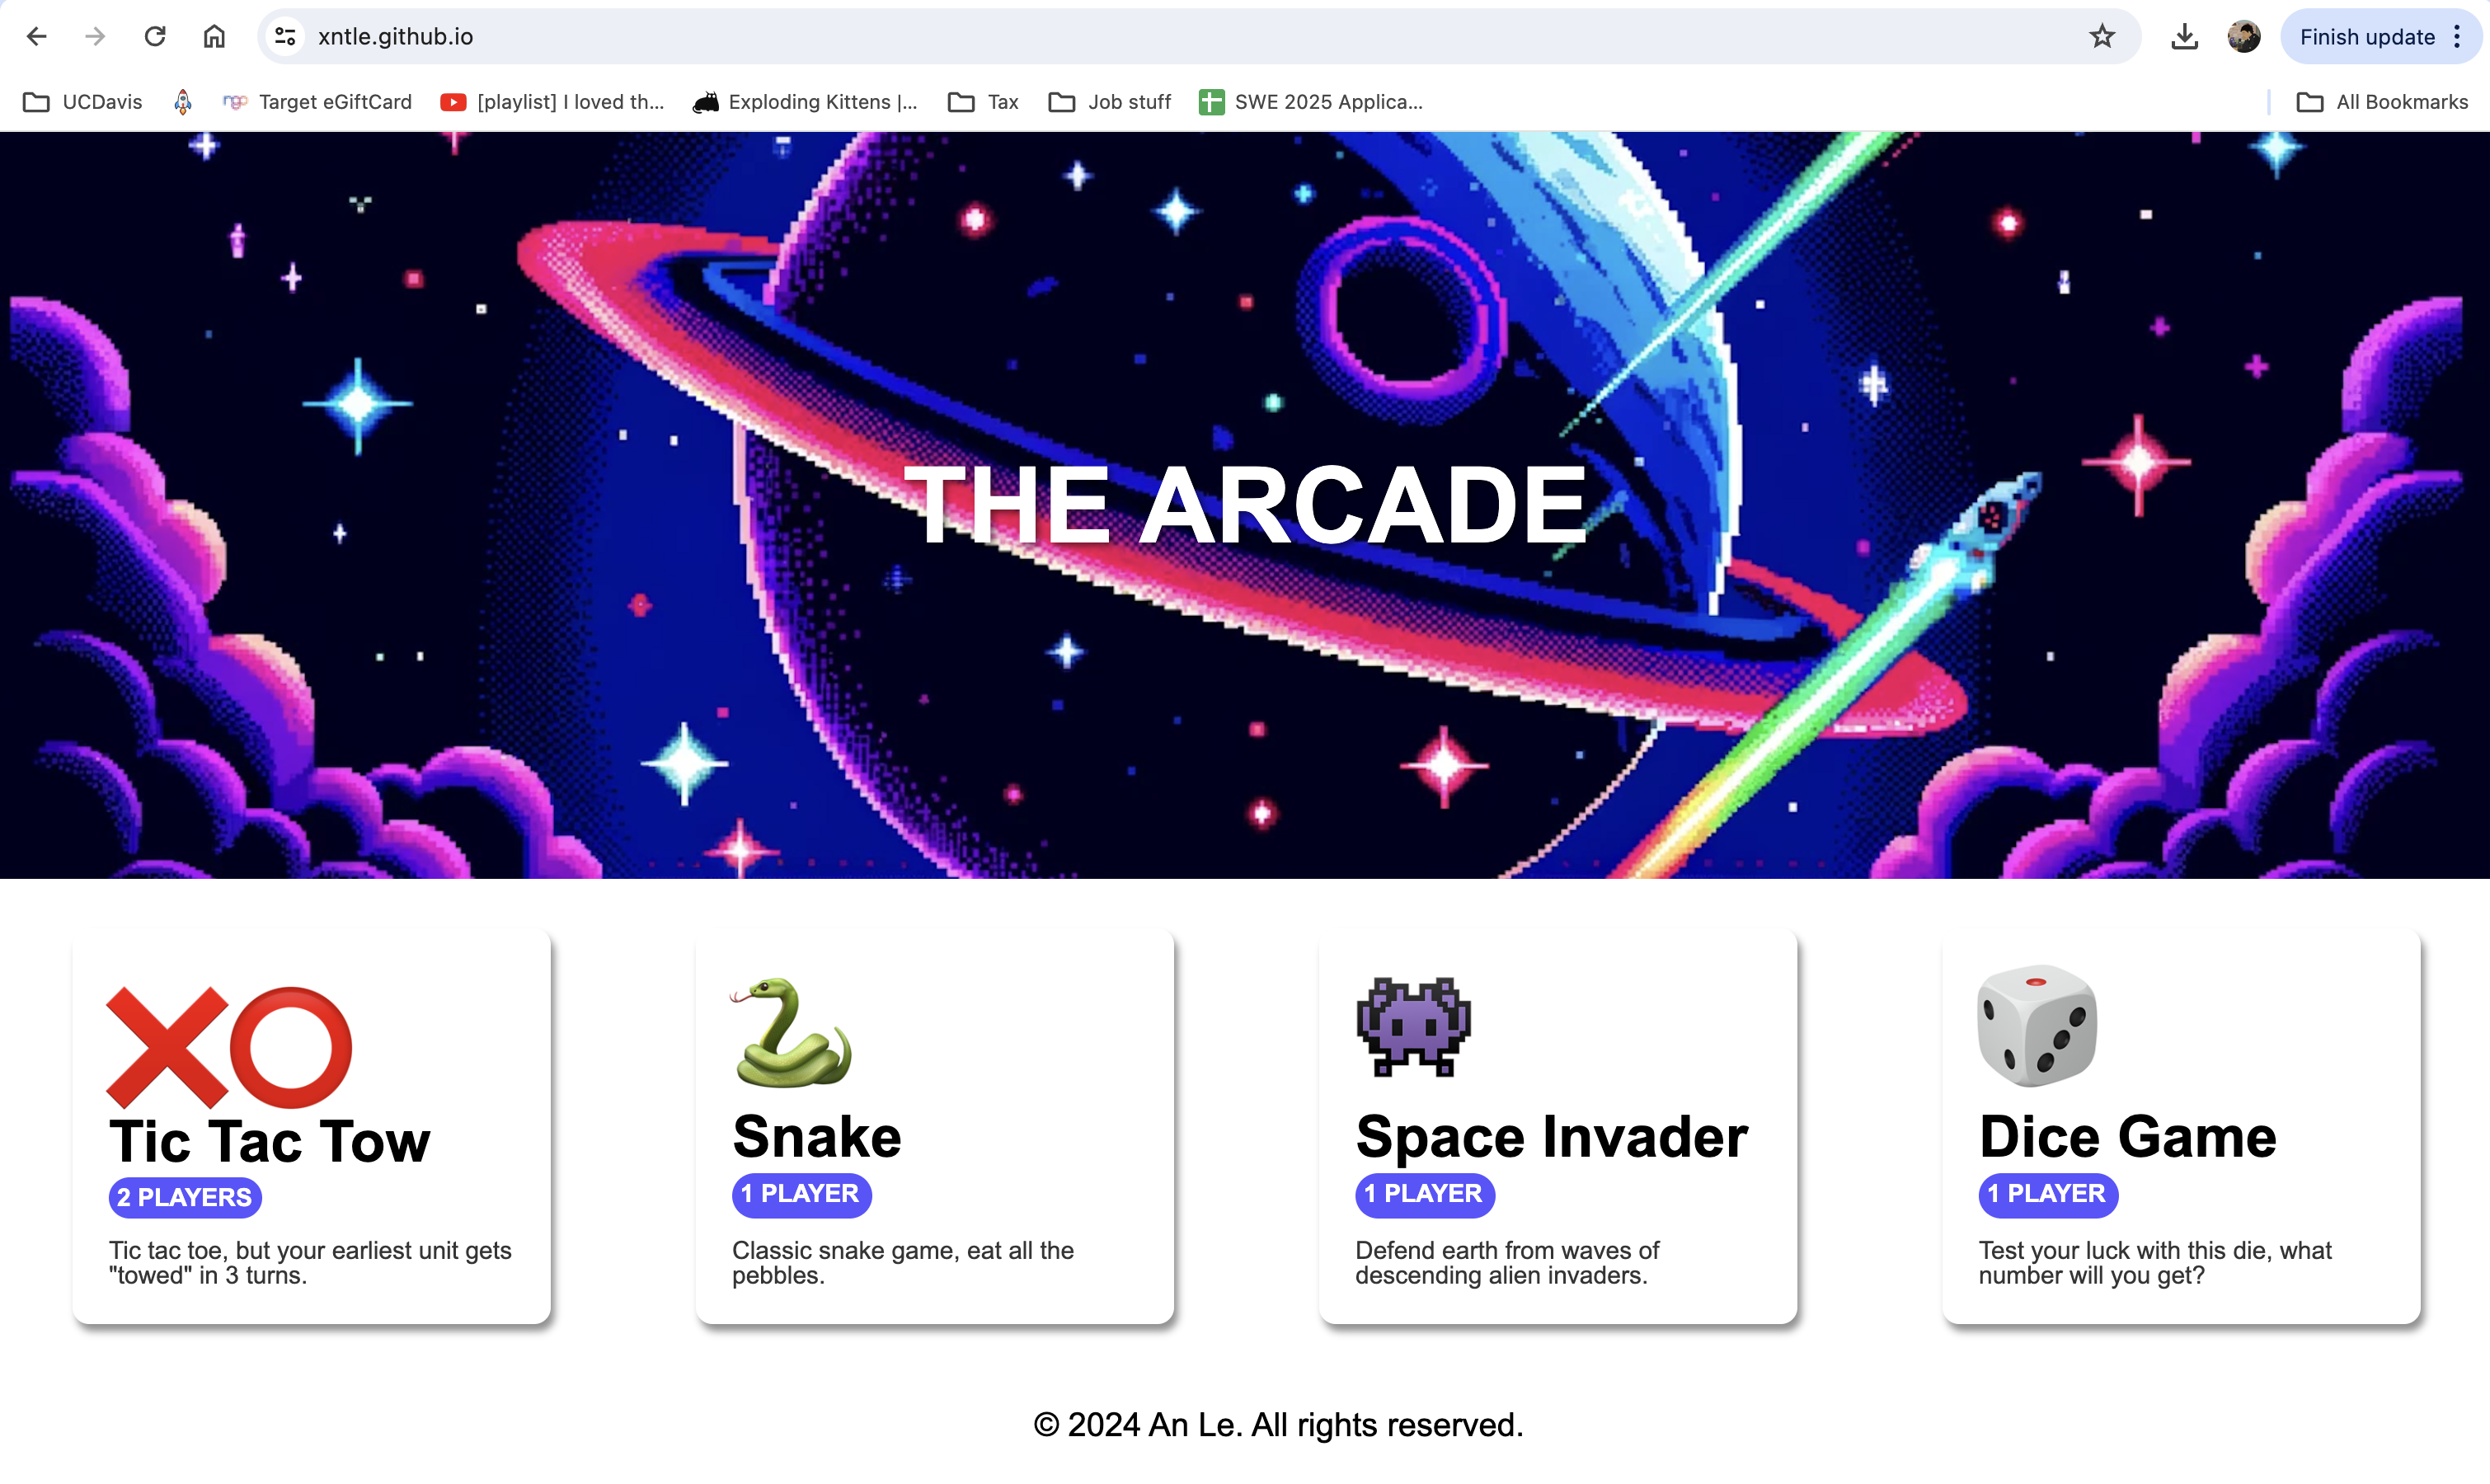 xntle.github.io
Finish update
UCDavis
Target eGiftCard
[playlist] I loved th...
Exploding Kittens |...
Tax
Job stuff
SWE 2025 Applica...
All Bookmarks
THE ARCADE
Tic Tac Tow
2 PLAYERS
Tic tac toe, but your earliest unit gets
"towed" in 3 turns.
Snake
1 PLAYER
Classic snake game, eat all the
pebbles.
Space Invader
1 PLAYER
Defend earth from waves of
descending alien invaders.
Dice Game
1 PLAYER
Test your luck with this die, what
number will you get?
© 2024 An Le. All rights reserved.